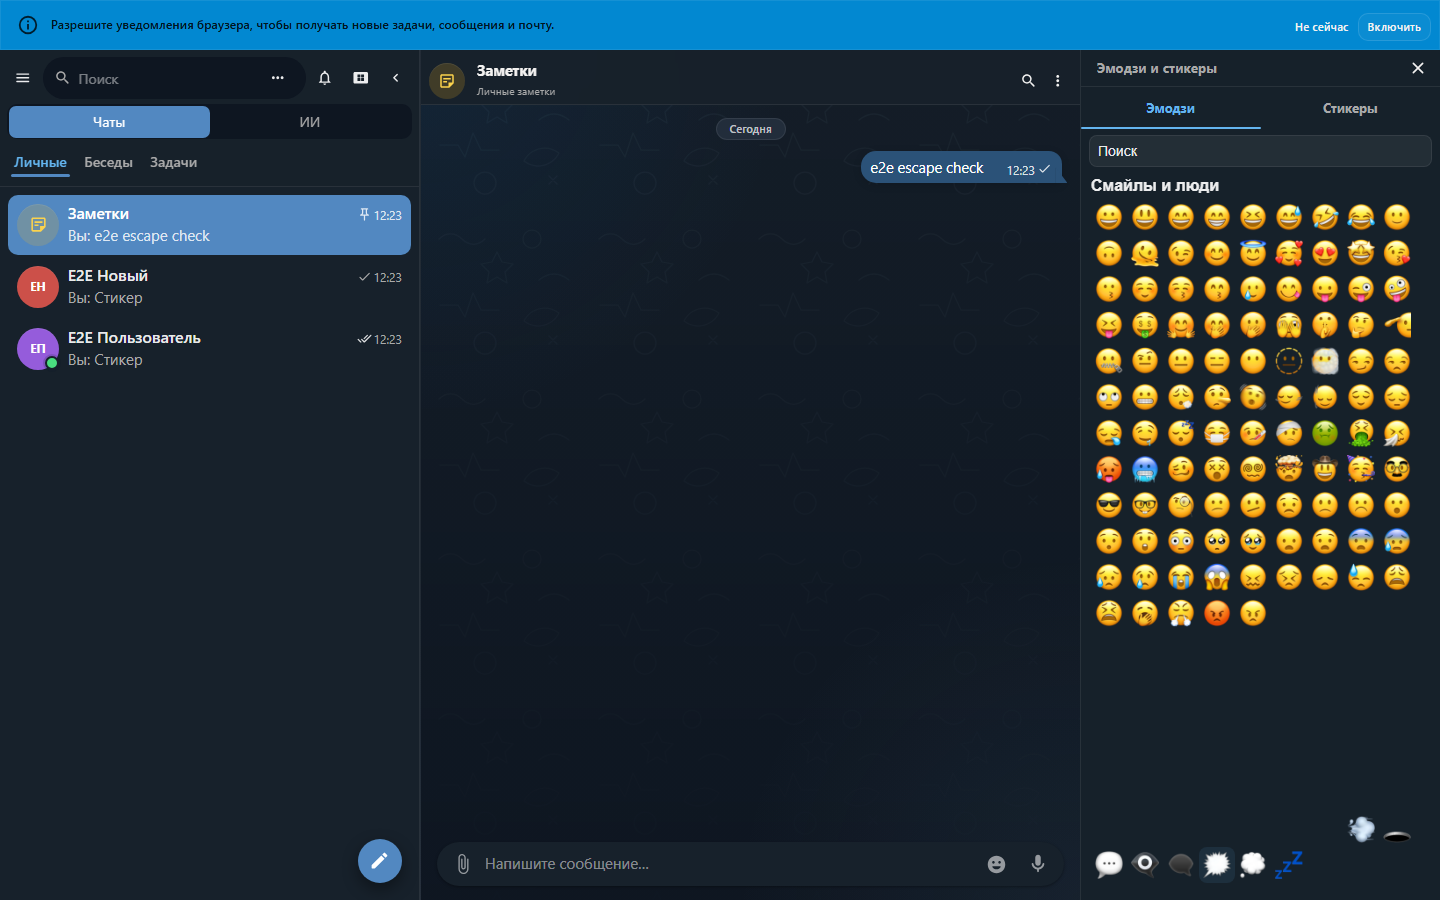 Разрешите уведомления браузера, чтобы получать новые задачи, сообщения и почту.
Не сейчас
Включить
Поиск
Чаты
ИИ
Личные
Беседы
Задачи
Заметки
12:23
Вы: e2e escape check
ЕН
E2E Новый
12:23
Вы: Стикер
ЕП
E2E Пользователь
12:23
Вы: Стикер
Заметки
Личные заметки
Сегодня
e2e escape check
12:23
Напишите сообщение...
Эмодзи и стикеры
Эмодзи
Стикеры
Поиск
Смайлы и люди